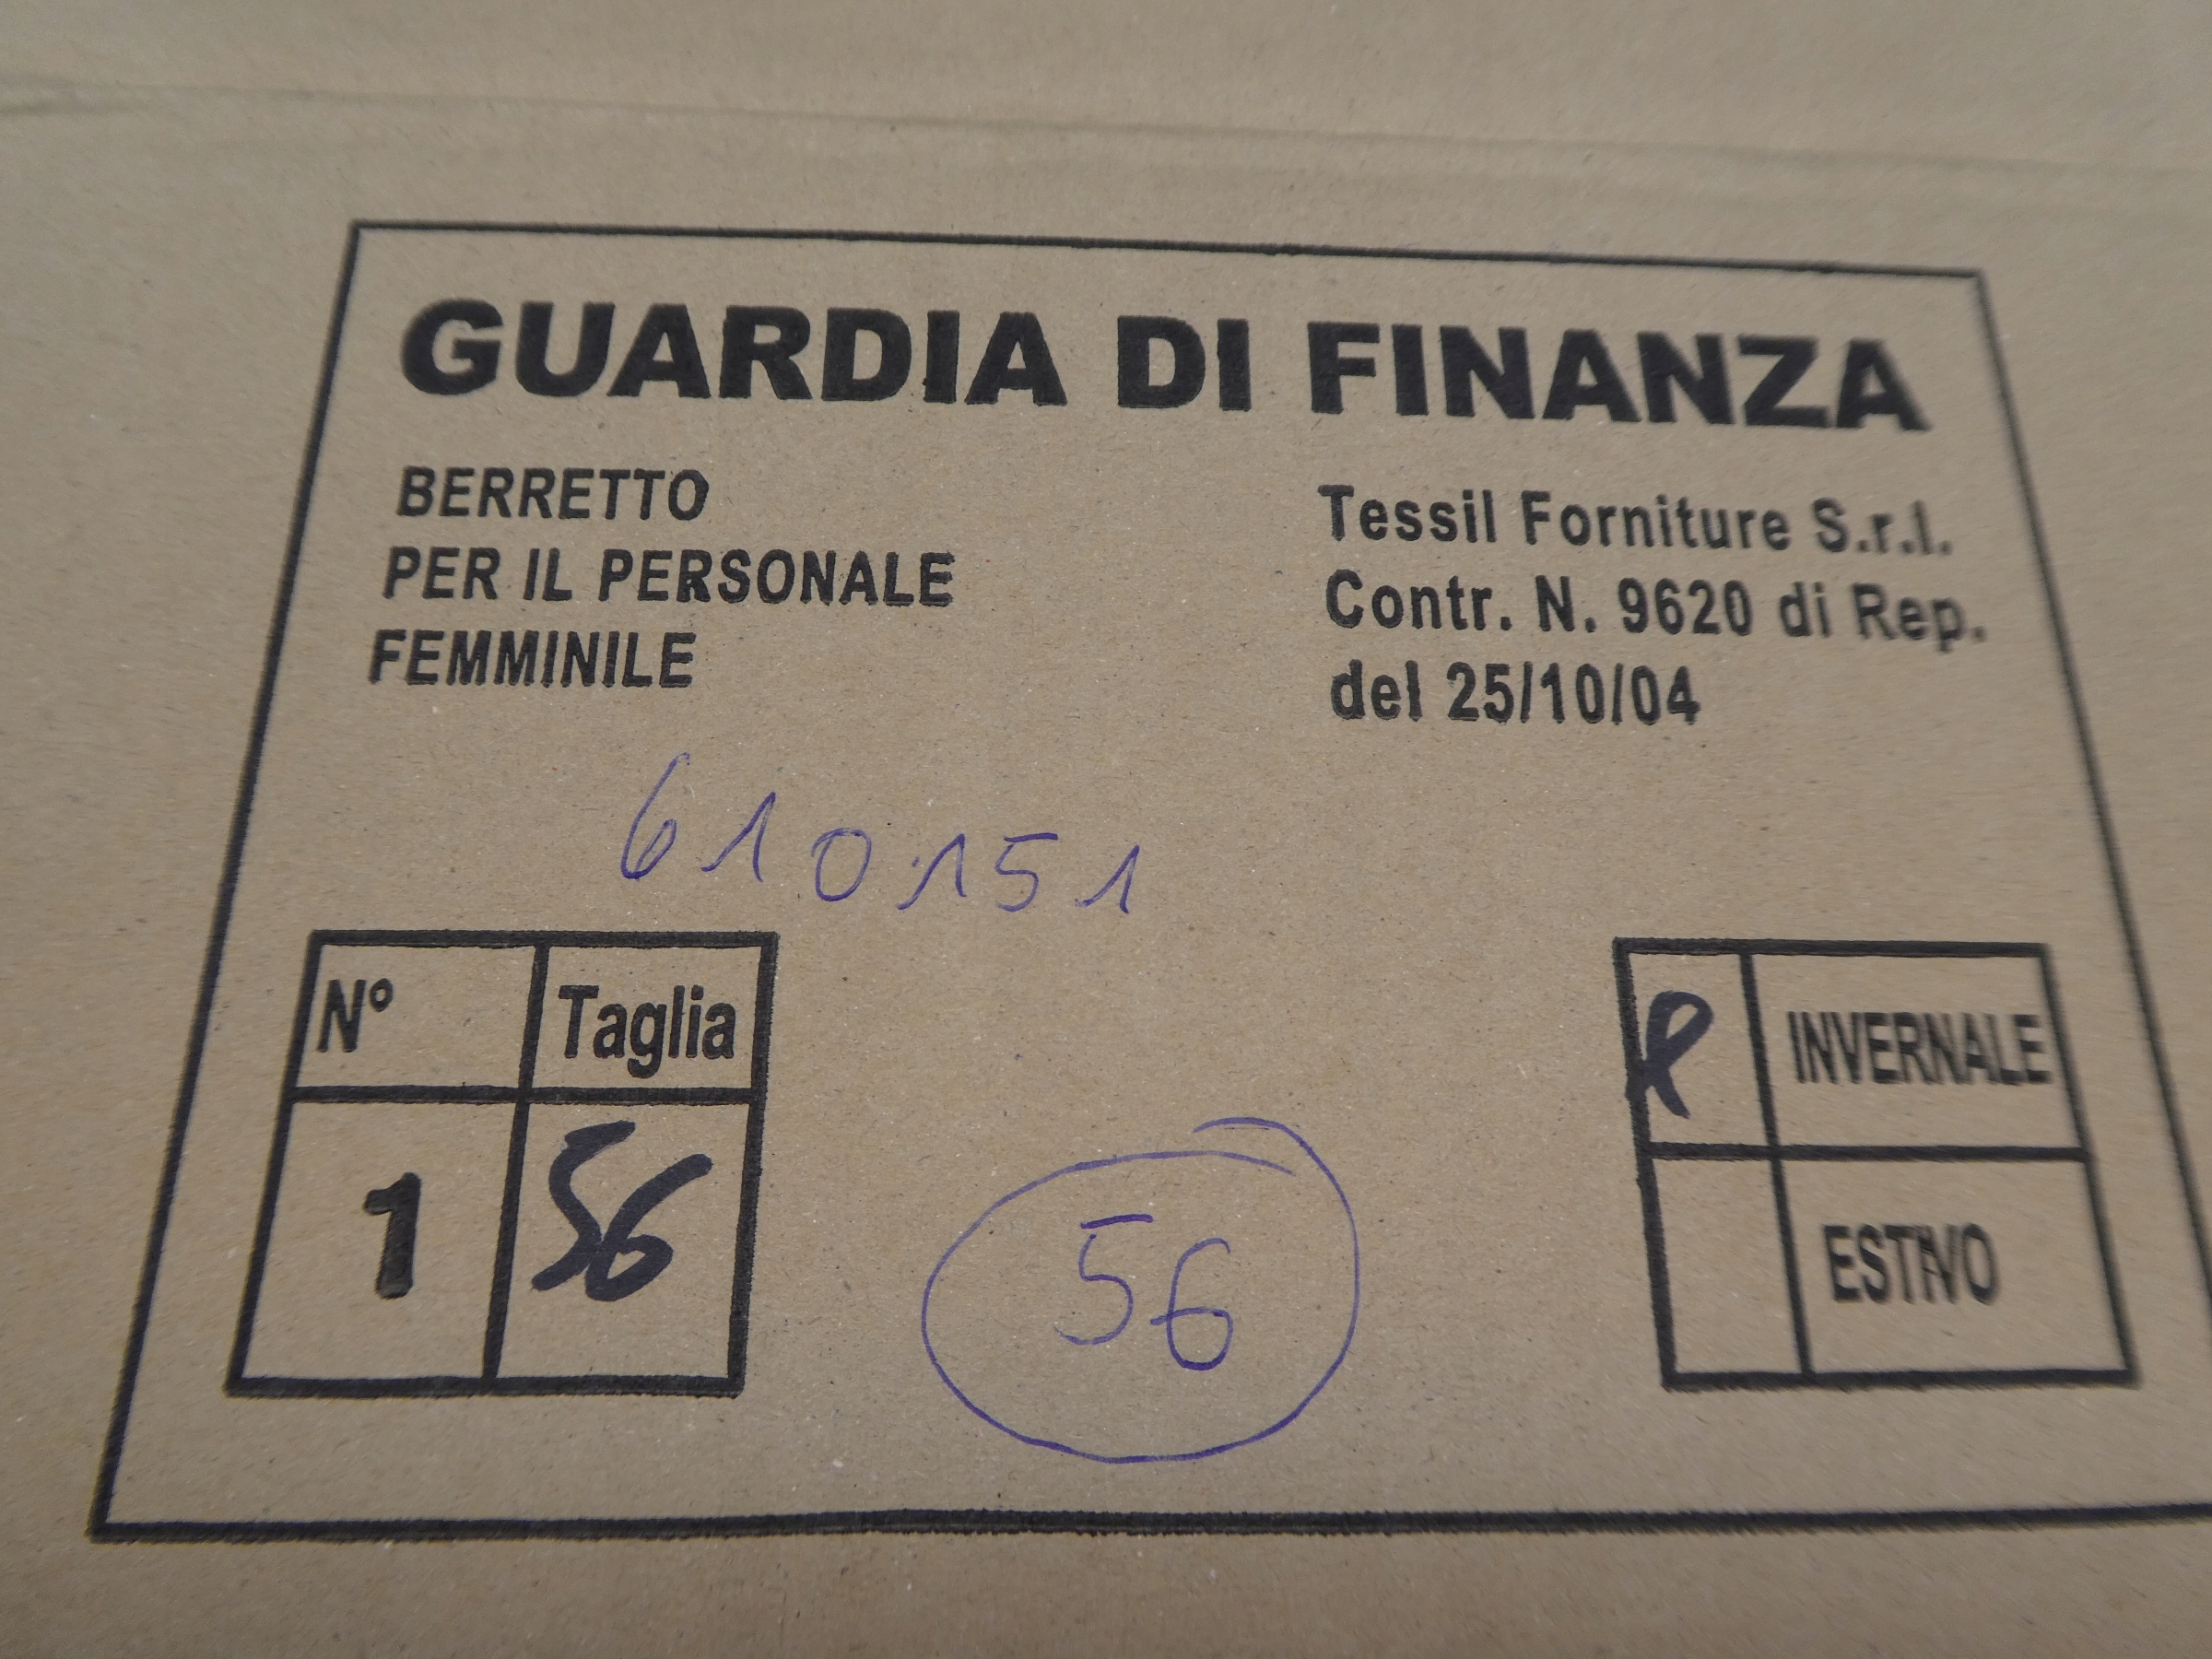 GUARDIA DI FINANZA
BERRETTO
PER IL PERSONALE
FEMMINILE
Tessil Forniture S.r.l.
Contr. N. 9620 di Rep.
del 25/10/04
610151
N° Taglia
1 56
56
INVERNALE
ESTIVO